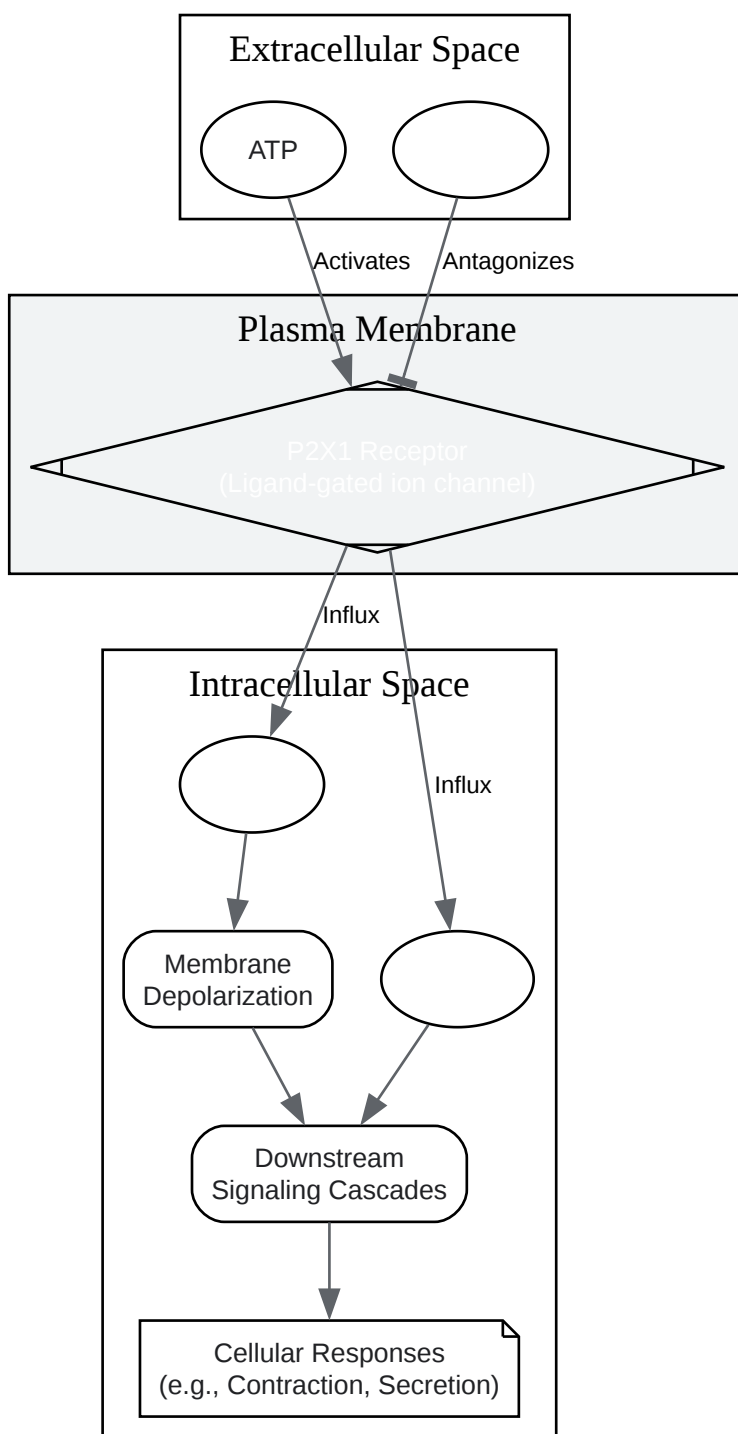 Extracellular Space
ATP
Activates
Antagonizes
Plasma Membrane
P2X1 Receptor
(Ligand-gated ion channel)
Influx
Intracellular Space
Influx
Membrane
Depolarization
Downstream
Signaling Cascades
Cellular Responses
(e.g., Contraction, Secretion)